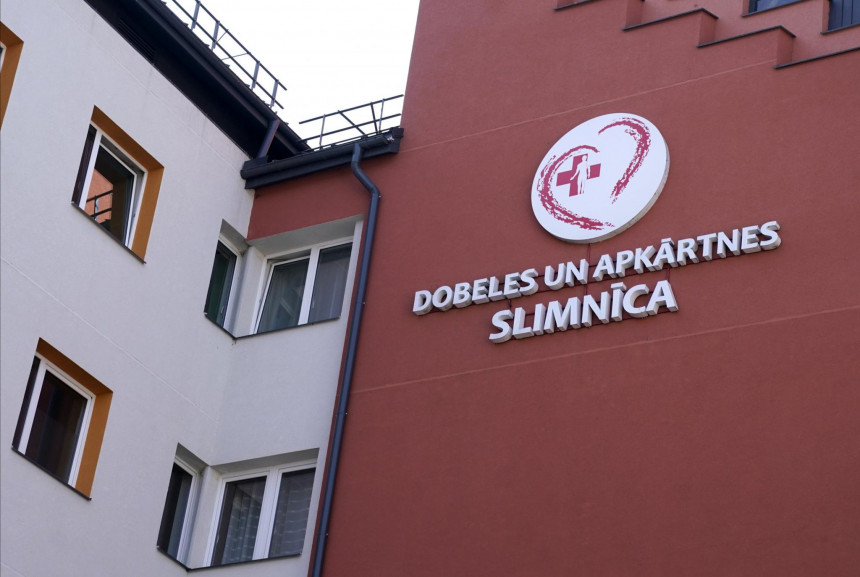 DOBELES UN APKĀRTNES
SLIMNĪCA